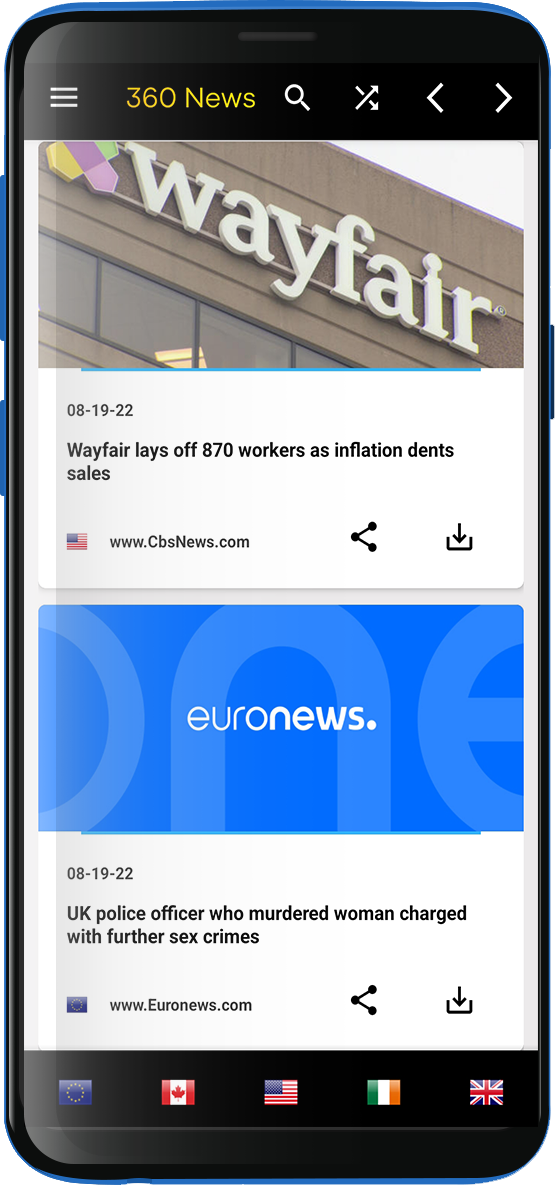 360 News
wayfair®
08-19-22
Wayfair lays off 870 workers as inflation dents
sales
www.CbsNews.com
euronews.
08-19-22
UK police officer who murdered woman charged
with further sex crimes
www.Euronews.com